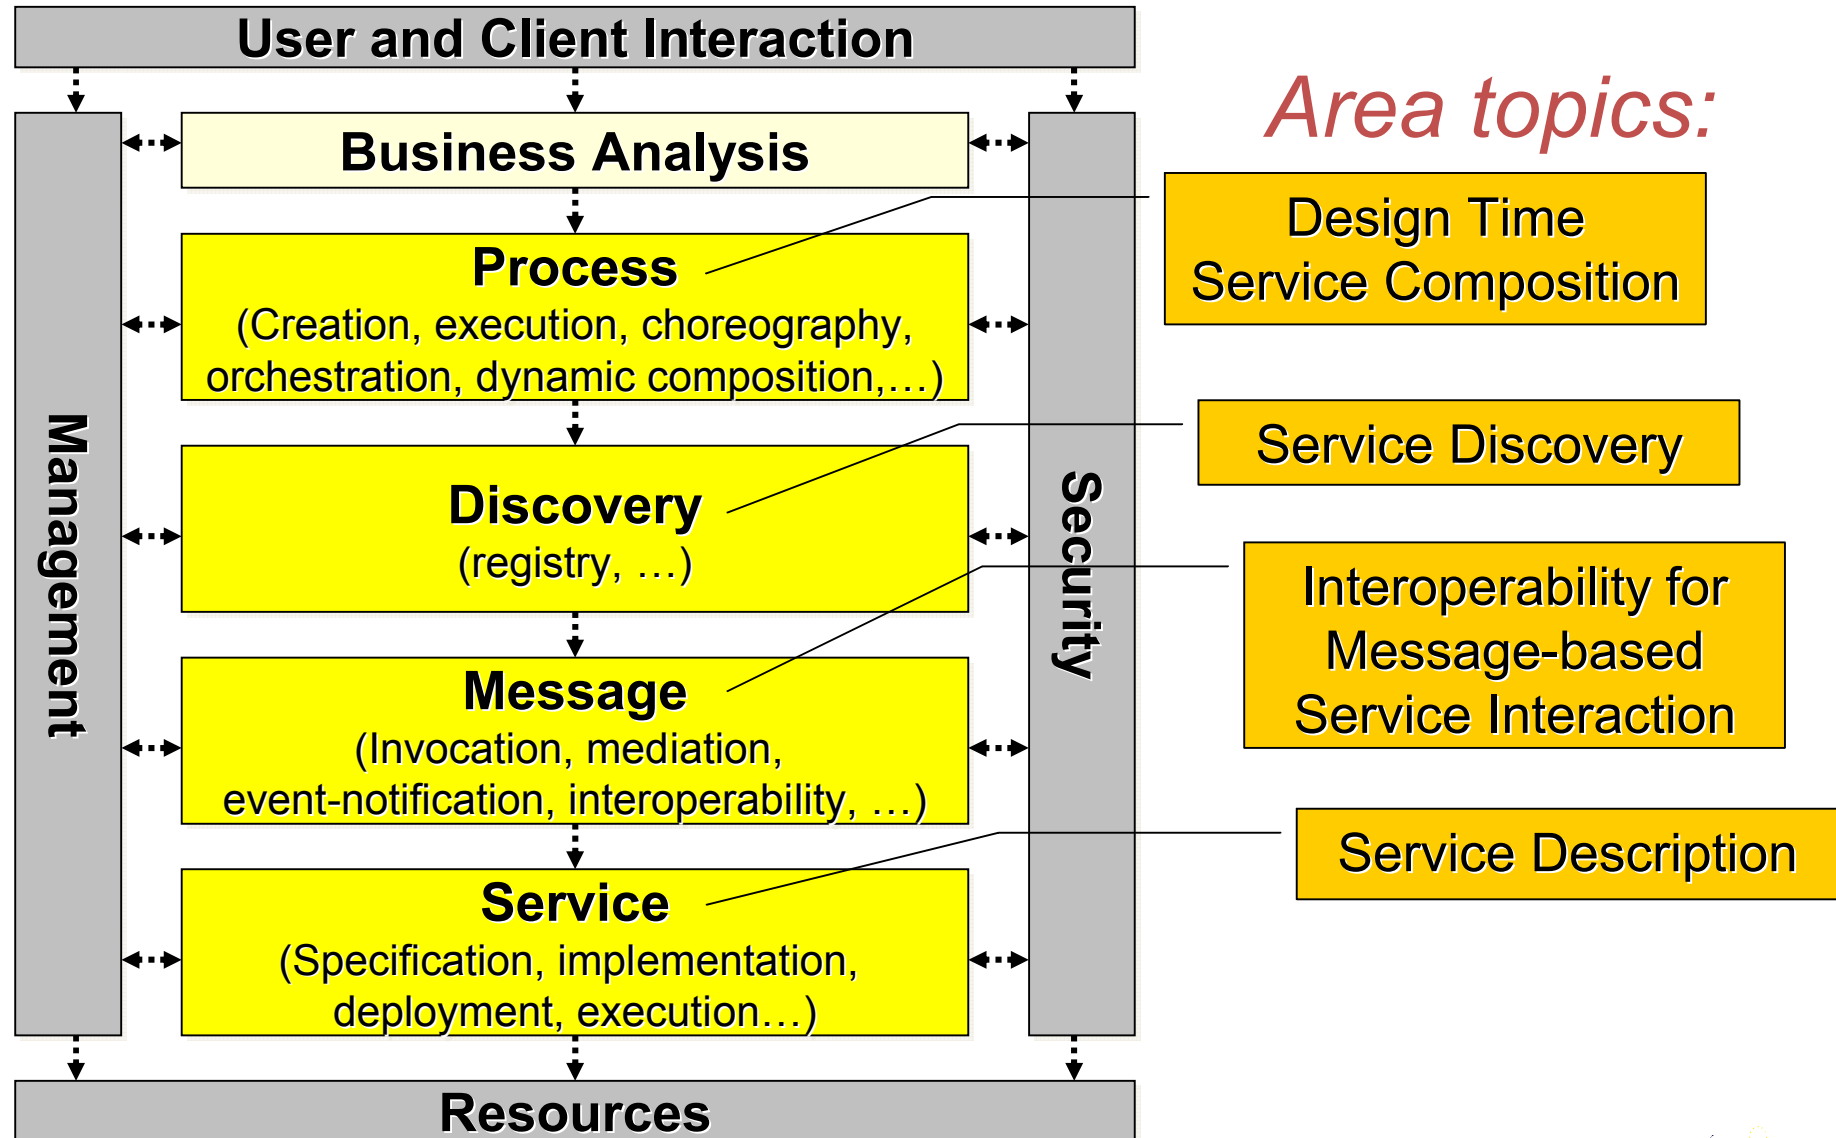 User and Client Interaction
Area topics:
Business Analysis
Design Time
Service Composition
Process
(Creation, execution, choreography,
orchestration, dynamic composition,…)
Management
Security
Service Discovery
Discovery
(registry, …)
Interoperability for
Message-based
Service Interaction
Message
(Invocation, mediation,
event-notification, interoperability, …)
Service Description
Service
(Specification, implementation,
deployment, execution…)
Resources